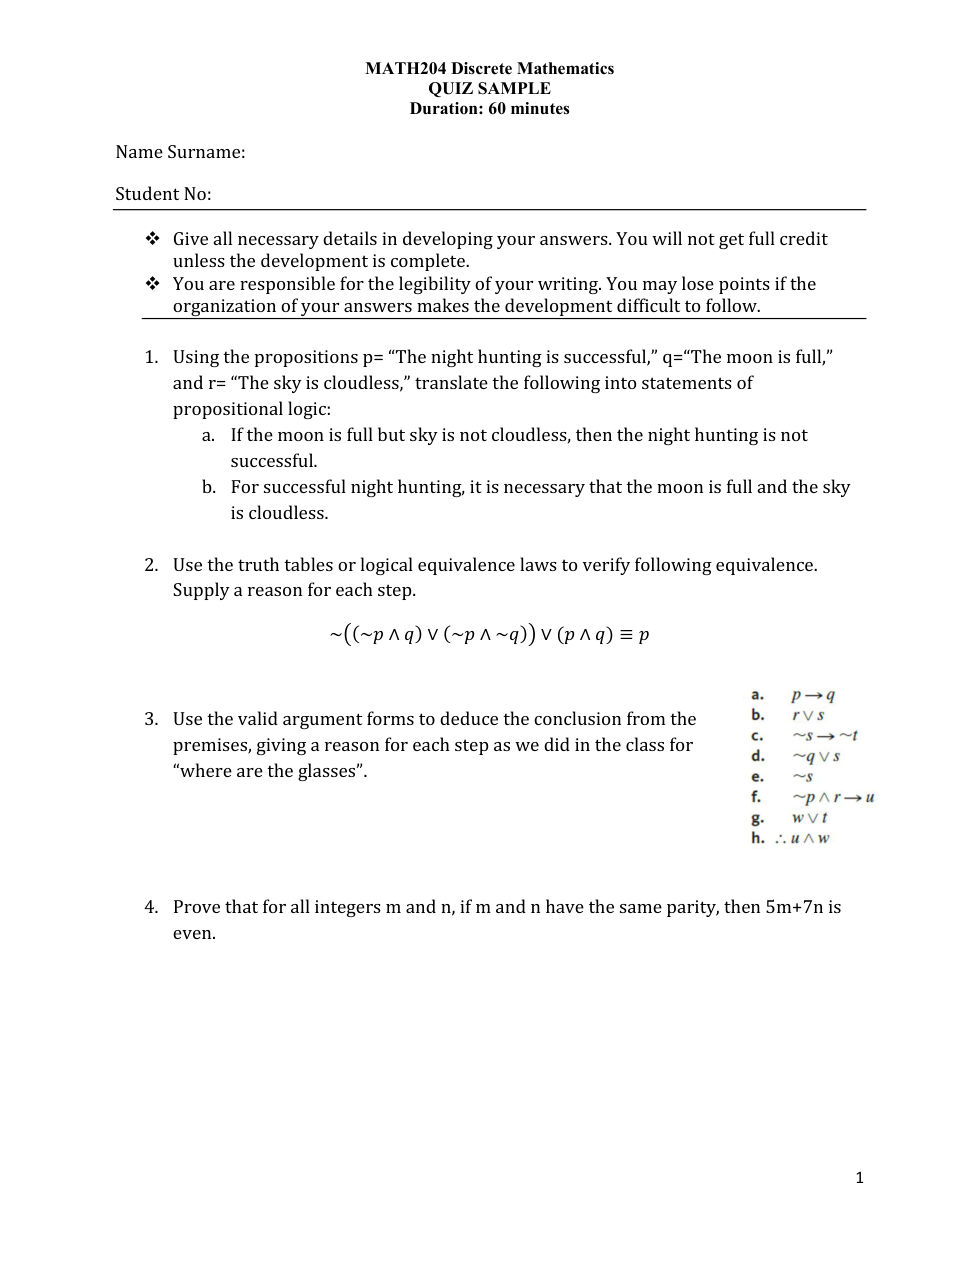 MATH204 Discrete Mathematics
QUIZ SAMPLE
Duration: 60 minutes
Name Surname:
Student No:
❖ Give all necessary details in developing your answers. You will not get full credit
unless the development is complete.
❖ You are responsible for the legibility of your writing. You may lose points if the
organization of your answers makes the development difficult to follow.
1. Using the propositions p= “The night hunting is successful,” q=“The moon is full,”
and r= “The sky is cloudless,” translate the following into statements of
propositional logic:
a. If the moon is full but sky is not cloudless, then the night hunting is not
successful.
b. For successful night hunting, it is necessary that the moon is full and the sky
is cloudless.
2. Use the truth tables or logical equivalence laws to verify following equivalence.
Supply a reason for each step.
~((~p ∧ q) ∨ (~p ∧ ~q)) ∨ (p ∧ q) ≡ p
3. Use the valid argument forms to deduce the conclusion from the
premises, giving a reason for each step as we did in the class for
“where are the glasses”.
a. p → q
b. r ∨ s
c. ~s → ~t
d. ~q ∨ s
e. ~s
f. ~p ∧ r → u
g. w ∨ t
h. ∴ u ∧ w
4. Prove that for all integers m and n, if m and n have the same parity, then 5m+7n is
even.
1